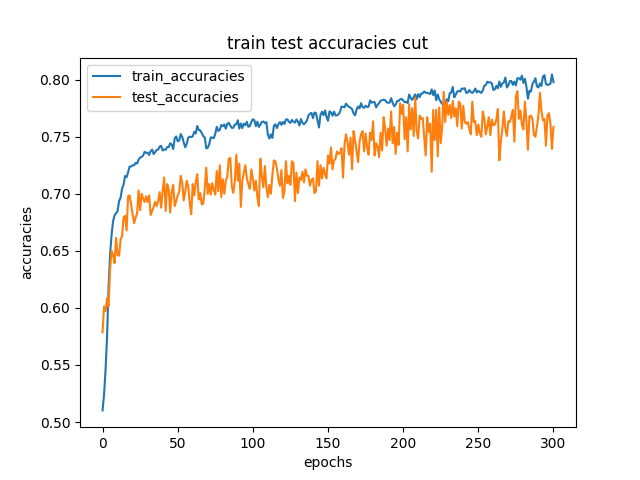 train test accuracies cut
train_accuracies
test_accuracies
accuracies
0.80
0.75
0.70
0.65
0.60
0.55
0.50
0 50 100 150 200 250 300
epochs